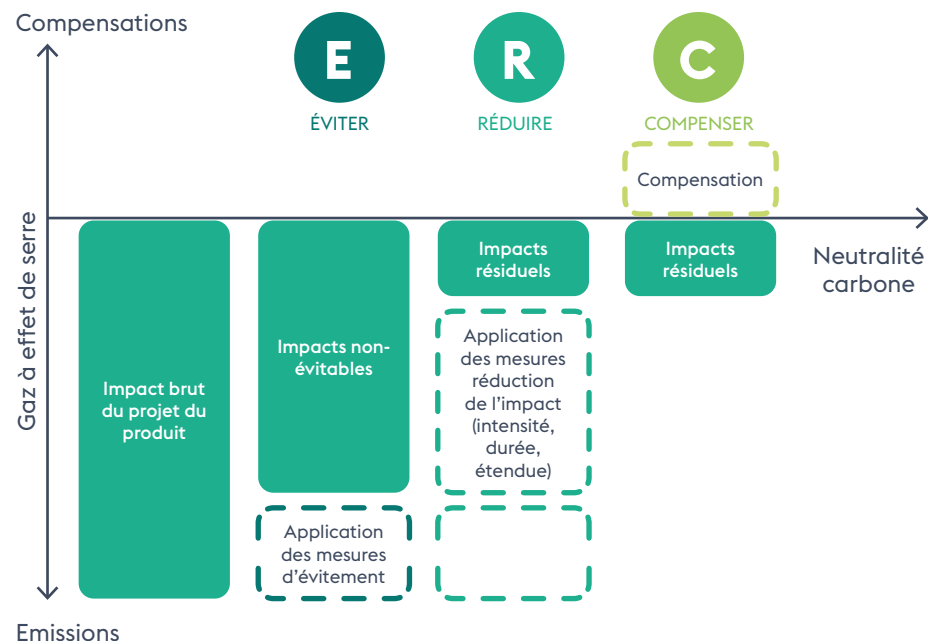 Compensations
E
R
C
ÉVITER
RÉDUIRE
COMPENSER
Compensation
Gaz à effet de serre
Neutralité
carbone
Impact brut
du projet du
produit
Impacts non-
évitables
Application
des mesures
d'évitement
Impacts
résiduels
Application
des mesures
réduction
de l'impact
(intensité,
durée,
étendue)
Impacts
résiduels
Emissions